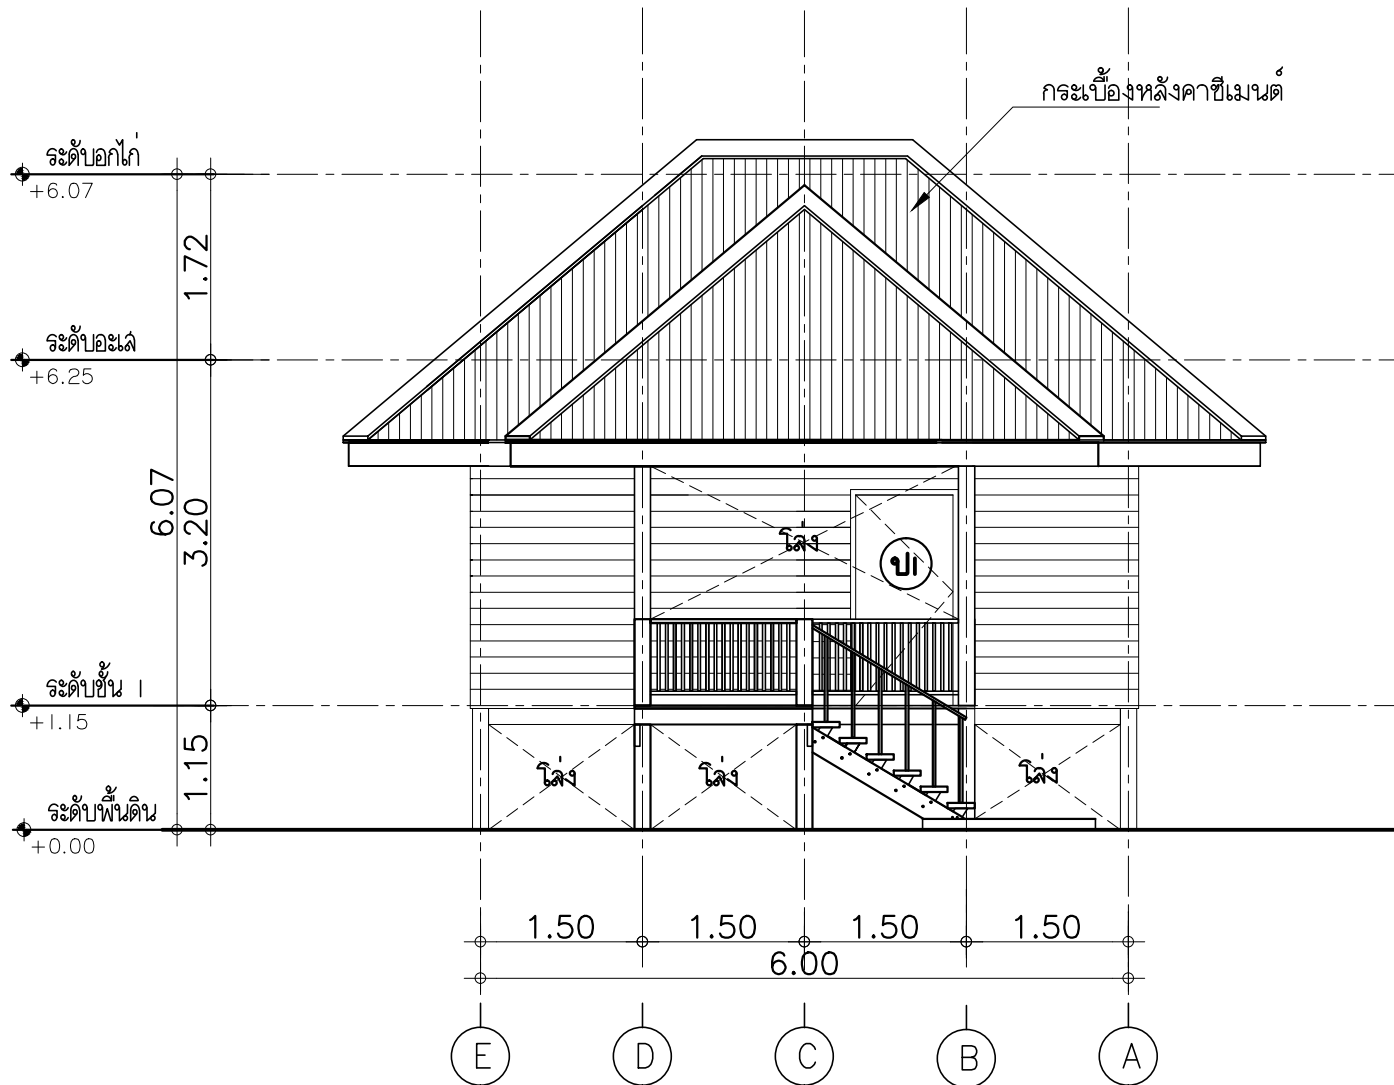 กระเบื้องหลังคาซีเมนต์
ระดับอกไก่
+6.07
1.72
ระดับอะเส
+6.25
6.07
3.20
โล่ง
ป1
ระดับชั้น 1
+1.15
1.15
โล่ง
โล่ง
โล่ง
ระดับพื้นดิน
+0.00
1.50
1.50
1.50
1.50
6.00
E
D
C
B
A